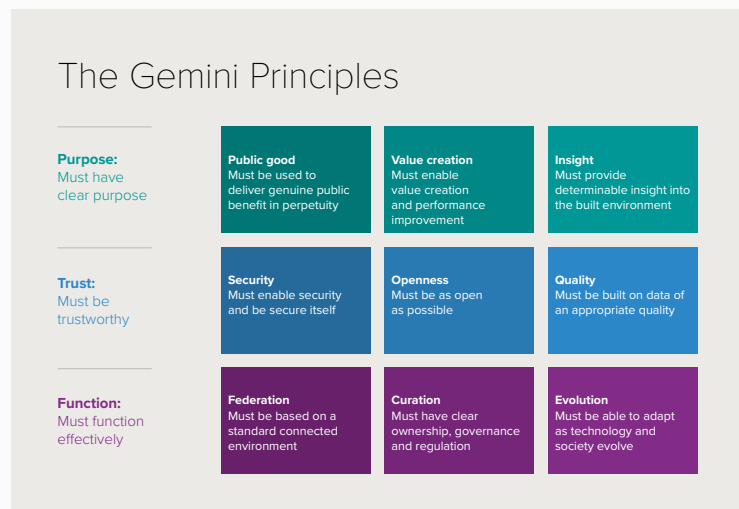 The Gemini Principles
Purpose:
Must have
clear purpose
Public good
Must be used to
deliver genuine public
benefit in perpetuity
Value creation
Must enable
value creation
and performance
improvement
Insight
Must provide
determinable insight into
the built environment
Trust:
Must be
trustworthy
Security
Must enable security
and be secure itself
Openness
Must be as open
as possible
Quality
Must be built on data of
an appropriate quality
Function:
Must function
effectively
Federation
Must be based on a
standard connected
environment
Curation
Must have clear
ownership, governance
and regulation
Evolution
Must be able to adapt
as technology and
society evolve